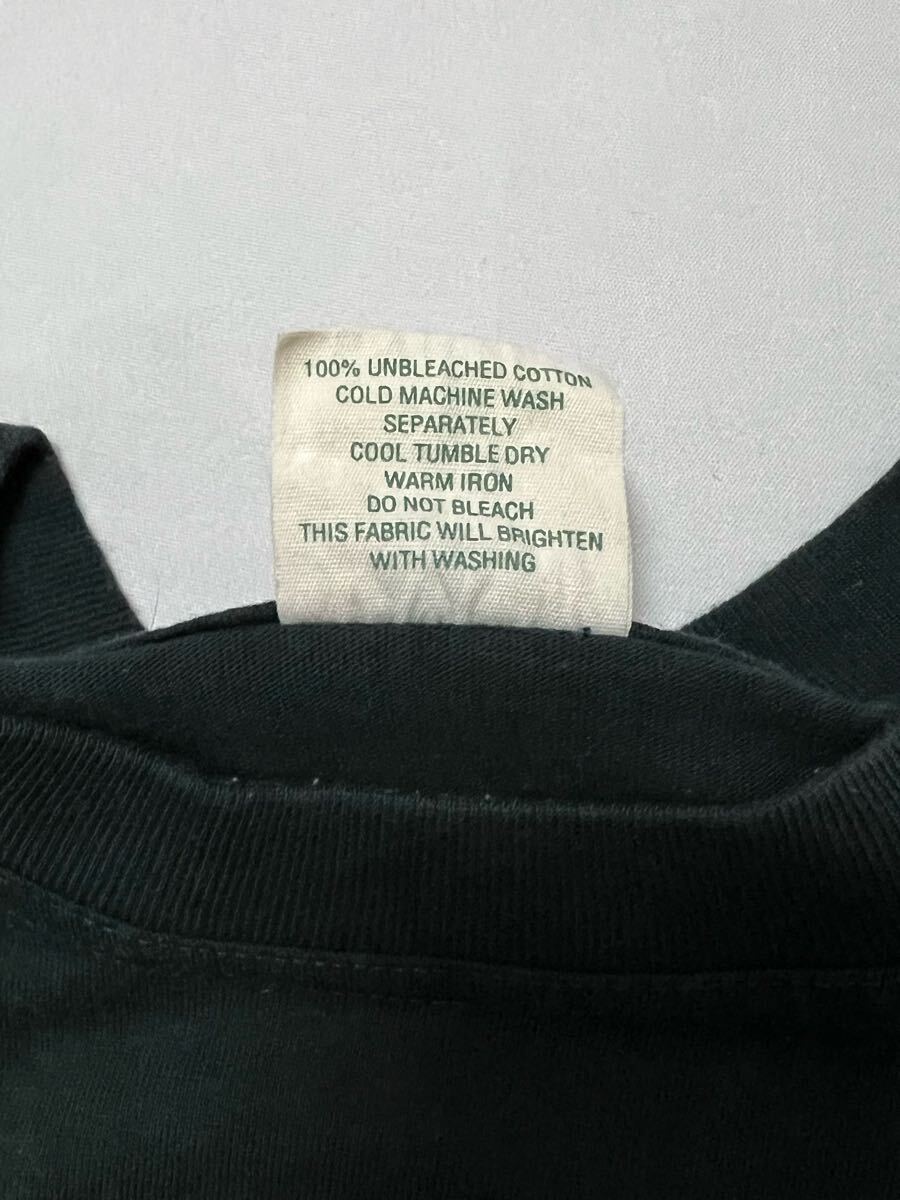 100% UNBLEACHED COTTON
COLD MACHINE WASH
SEPARATELY
COOL TUMBLE DRY
WARM IRON
DO NOT BLEACH
THIS FABRIC WILL BRIGHTEN
WITH WASHING